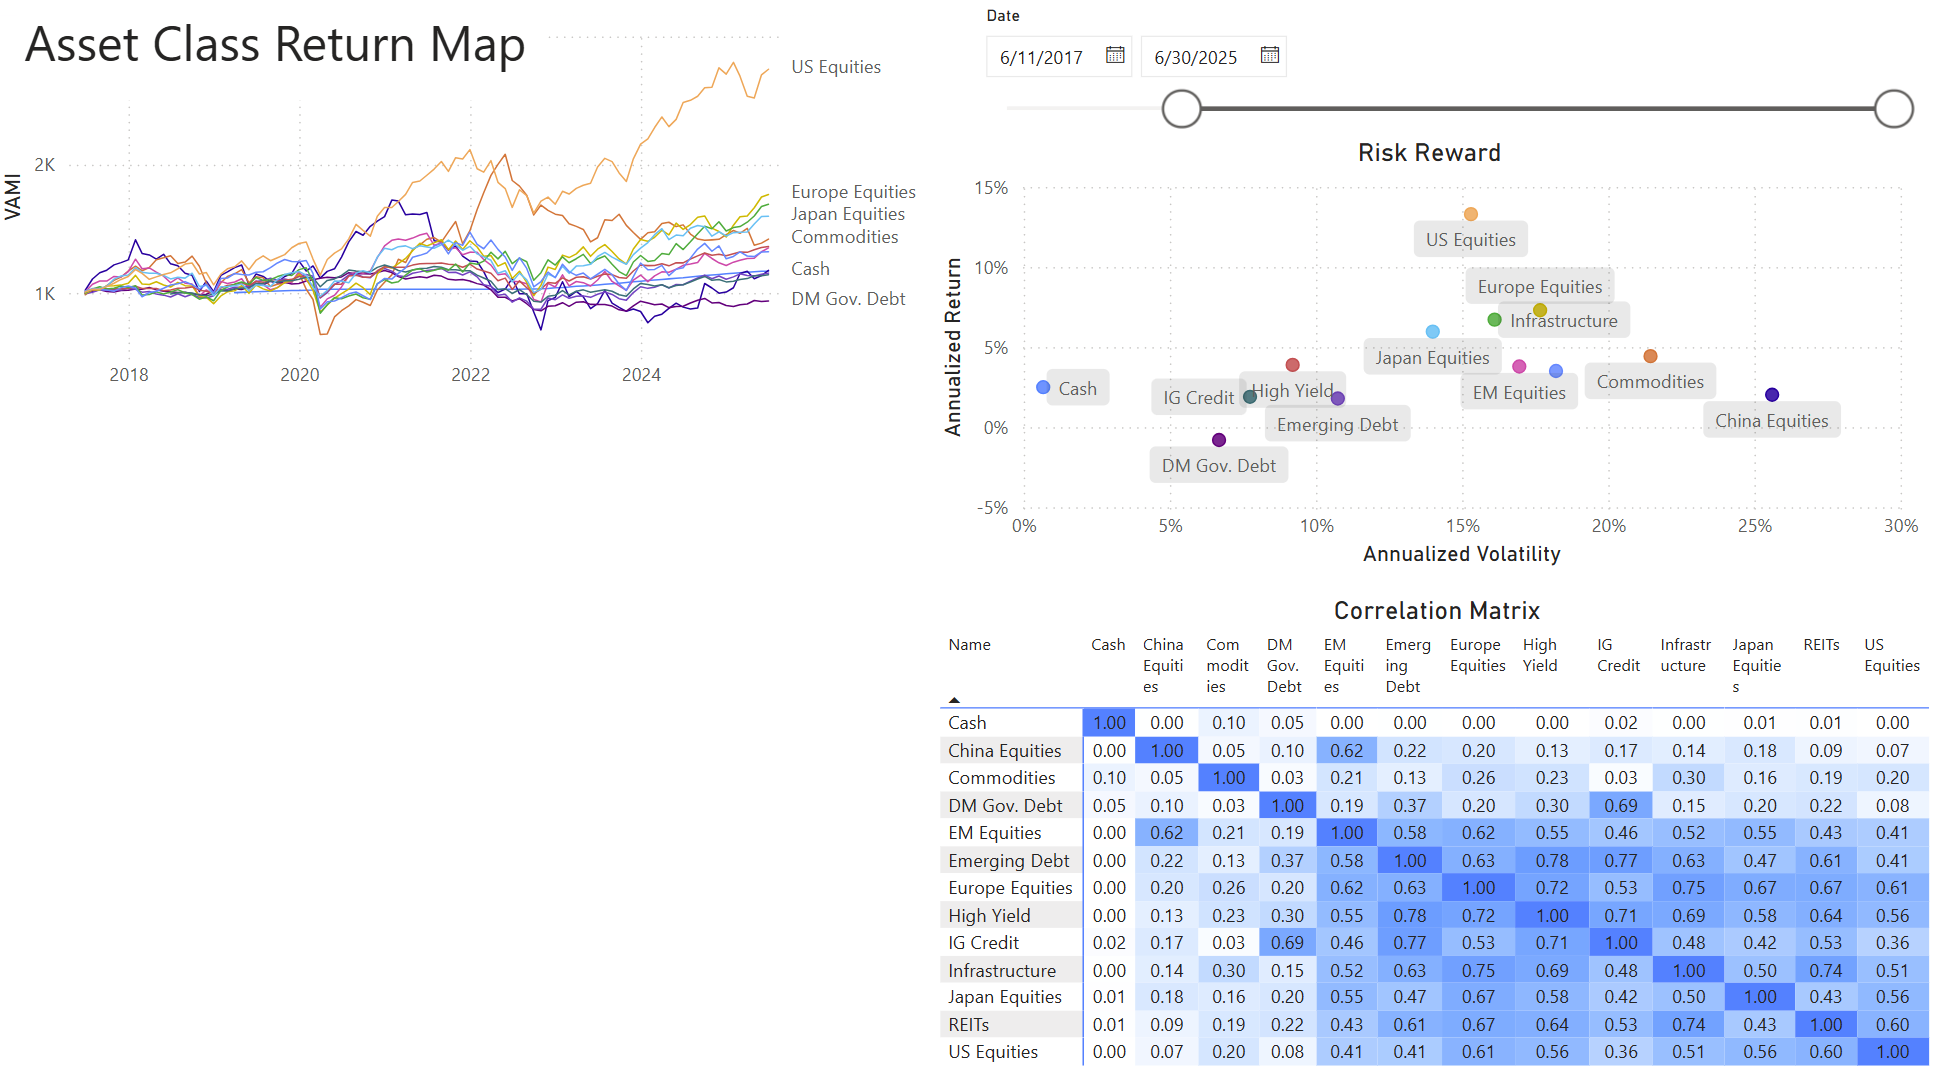 Asset Class Return Map
VAMI
2K
1K
2018 2020 2022 2024
US Equities
Europe Equities
Japan Equities
Commodities
Cash
DM Gov. Debt
Date
6/11/2017 6/30/2025
Risk Reward
Annualized Return
15%
10%
5%
0%
-5%
US Equities
Europe Equities
Infrastructure
Japan Equities
Cash
IG Credit
High Yield
EM Equities
Commodities
Emerging Debt
China Equities
DM Gov. Debt
0% 5% 10% 15% 20% 25% 30%
Annualized Volatility
Correlation Matrix
Name Cash China Com DM EM Emerg Europe High IG Infrastr Japan REITs US
Equiti modit Gov. Equiti ing Equities Yield Credit ucture Equitie Equities
es ies Debt es Debt s
Cash 1.00 0.00 0.10 0.05 0.00 0.00 0.00 0.00 0.02 0.00 0.01 0.01 0.00
China Equities 0.00 1.00 0.05 0.10 0.62 0.22 0.20 0.13 0.17 0.14 0.18 0.09 0.07
Commodities 0.10 0.05 1.00 0.03 0.21 0.13 0.26 0.23 0.03 0.30 0.16 0.19 0.20
DM Gov. Debt 0.05 0.10 0.03 1.00 0.19 0.37 0.20 0.30 0.69 0.15 0.20 0.22 0.08
EM Equities 0.00 0.62 0.21 0.19 1.00 0.58 0.62 0.55 0.46 0.52 0.55 0.43 0.41
Emerging Debt 0.00 0.22 0.13 0.37 0.58 1.00 0.63 0.78 0.77 0.63 0.47 0.61 0.41
Europe Equities 0.00 0.20 0.26 0.20 0.62 0.63 1.00 0.72 0.53 0.75 0.67 0.67 0.61
High Yield 0.00 0.13 0.23 0.30 0.55 0.78 0.72 1.00 0.71 0.69 0.58 0.64 0.56
IG Credit 0.02 0.17 0.03 0.69 0.46 0.77 0.53 0.71 1.00 0.48 0.42 0.53 0.36
Infrastructure 0.00 0.14 0.30 0.15 0.52 0.63 0.75 0.69 0.48 1.00 0.50 0.74 0.51
Japan Equities 0.01 0.18 0.16 0.20 0.55 0.47 0.67 0.58 0.42 0.50 1.00 0.43 0.56
REITs 0.01 0.09 0.19 0.22 0.43 0.61 0.67 0.64 0.53 0.74 0.43 1.00 0.60
US Equities 0.00 0.07 0.20 0.08 0.41 0.41 0.61 0.56 0.36 0.51 0.56 0.60 1.00